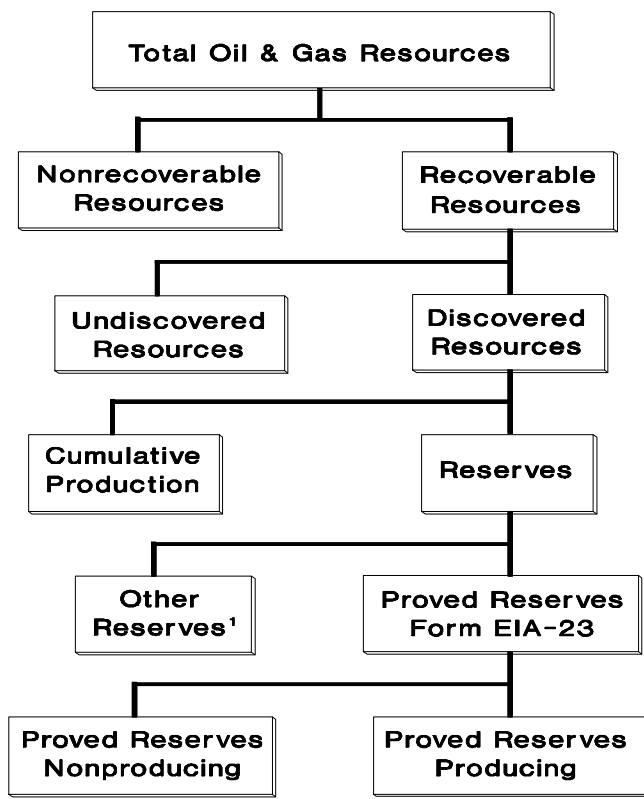 Total Oil & Gas Resources
Nonrecoverable
Resources
Recoverable
Resources
Undiscovered
Resources
Discovered
Resources
Cumulative
Production
Reserves
Other
Reserves¹
Proved Reserves
Form EIA-23
Proved Reserves
Nonproducing
Proved Reserves
Producing